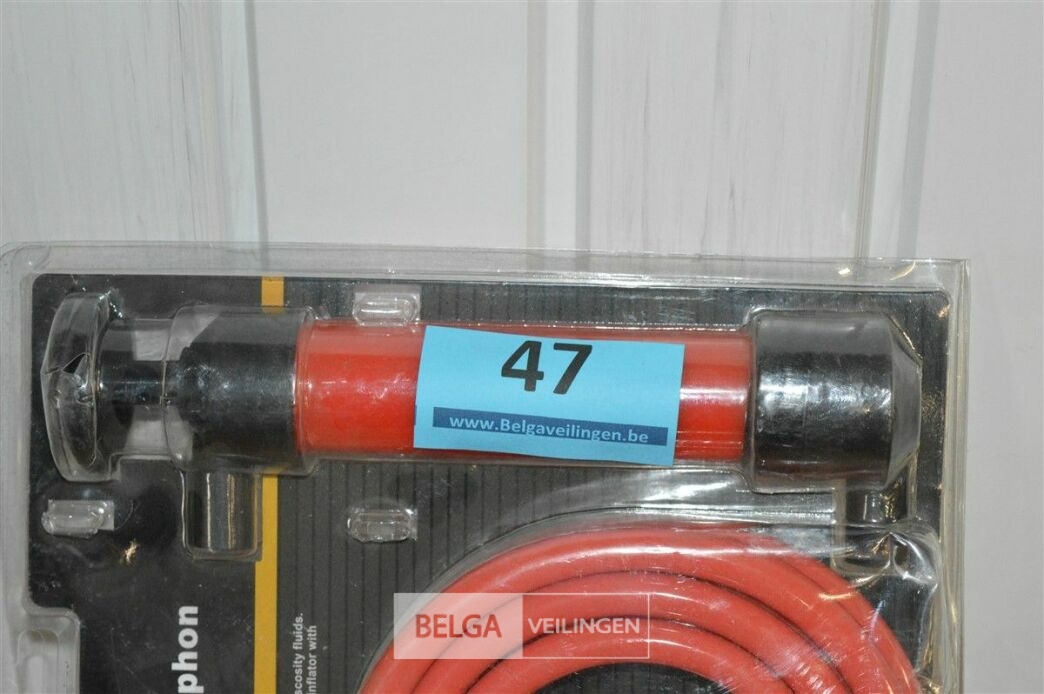 47
www.Belgaveilingen.be
phon
scosity fluids.
inflator with
BELGA VEILINGEN